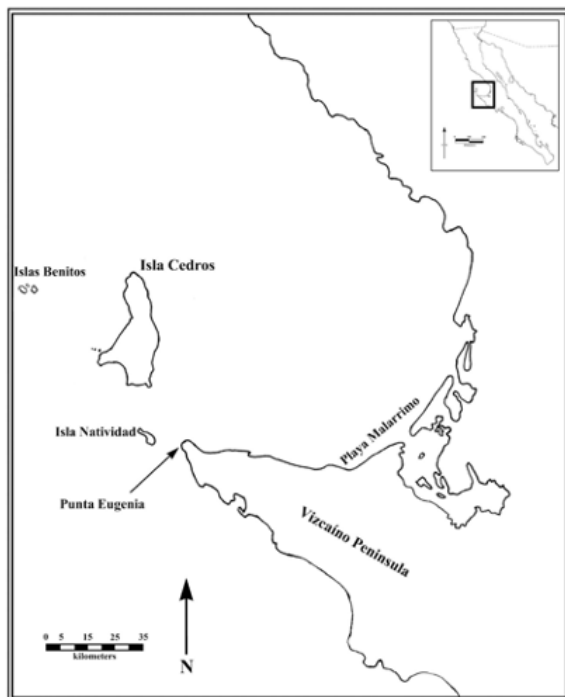 Islas Benitos
Isla Cedros
Isla Natividad
Playa Malarrimo
Punta Eugenia
Vizcaíno Peninsula
0 5 15 25 35
kilometers
N